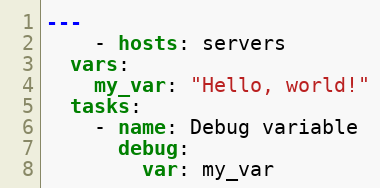 1 ---
2     - hosts: servers
3   vars:
4     my_var: "Hello, world!"
5   tasks:
6     - name: Debug variable
7       debug:
8         var: my_var